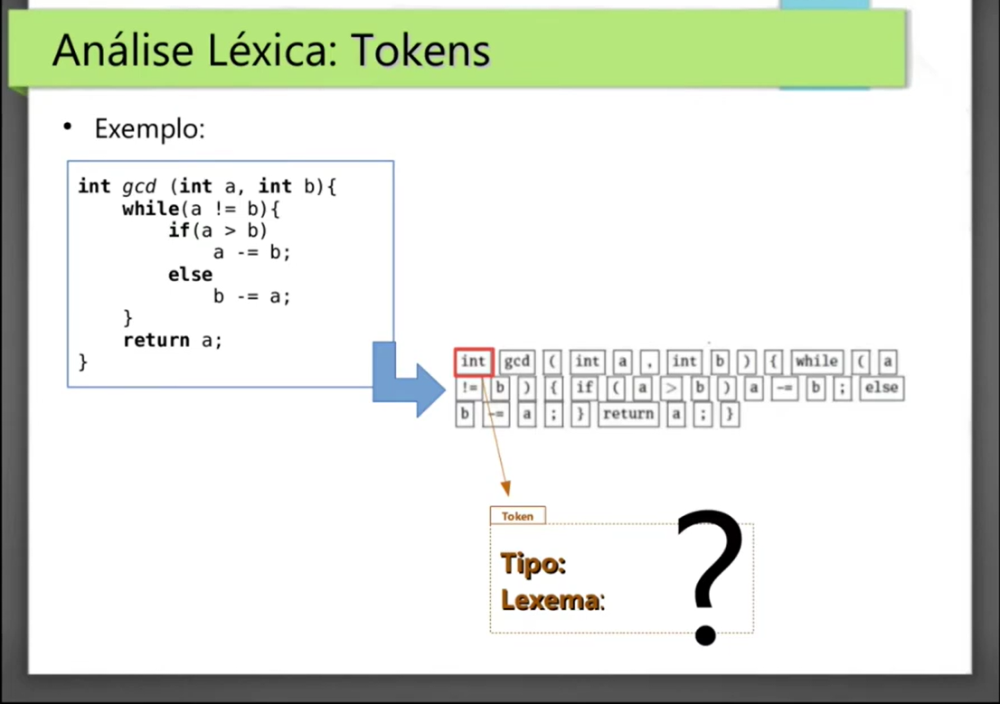 Análise Léxica: Tokens
• Exemplo:
int gcd (int a, int b){
while(a != b){
if(a > b)
a -= b;
else
b -= a;
}
return a;
}
int gcd ( int a , int b ) { while ( a
!= b ) { if ( a > b ) a -= b ; else
b -= a ; } return a ; }
Token
Tipo:
Lexema:
?